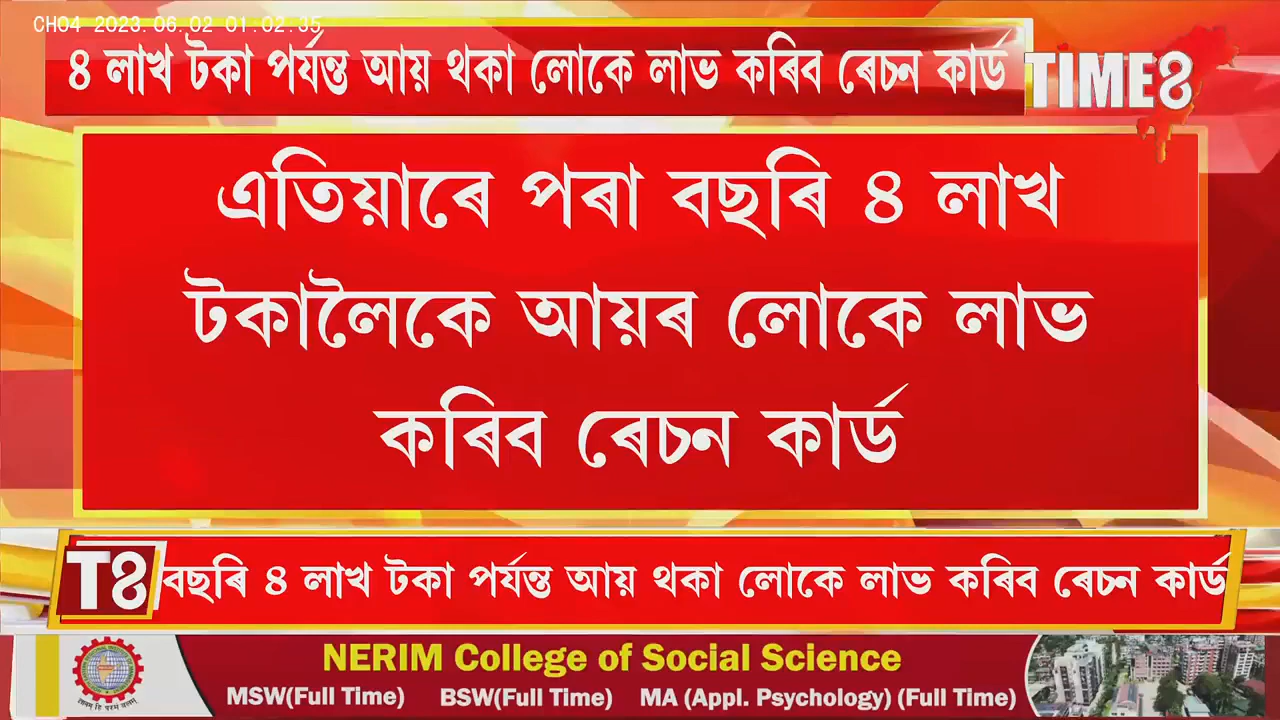 CH04 2023.06.02 01:02:35
৪ লাখ টকা পৰ্যন্ত আয় থকা লোকে লাভ কৰিব ৰেচন কাৰ্ড
TIME8
এতিয়াৰে পৰা বছৰি ৪ লাখ
টকালৈকে আয়ৰ লোকে লাভ
কৰিব ৰেচন কাৰ্ড
T8
বছৰি ৪ লাখ টকা পৰ্যন্ত আয় থকা লোকে লাভ কৰিব ৰেচন কাৰ্ড
NERIM College of Social Science
MSW(Full Time) BSW(Full Time) MA (Appl. Psychology) (Full Time)